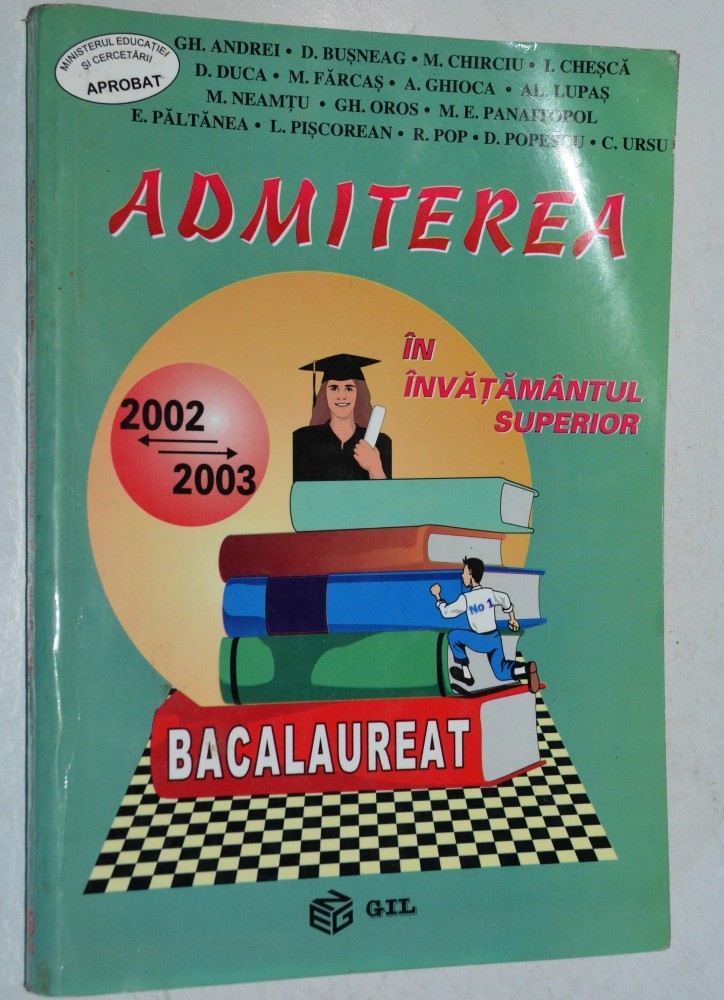 MINISTERUL EDUCAȚIEI
ȘI CERCETĂRII
APROBAT
GH. ANDREI • D. BUȘNEAG • M. CHIRCIU • I. CHEȘCĂ
D. DUCA • M. FĂRCAȘ • A. GHIOCA • AL. LUPAȘ
M. NEAMȚU • GH. OROS • M. E. PANAITOPOL
E. PĂLTĂNEA • L. PIȘCOREAN • R. POP • D. POPESCU • C. URSU
ADMITEREA
ÎN
ÎNVĂȚĂMÂNTUL
SUPERIOR
2002
2003
No 1
BACALAUREAT
GIL